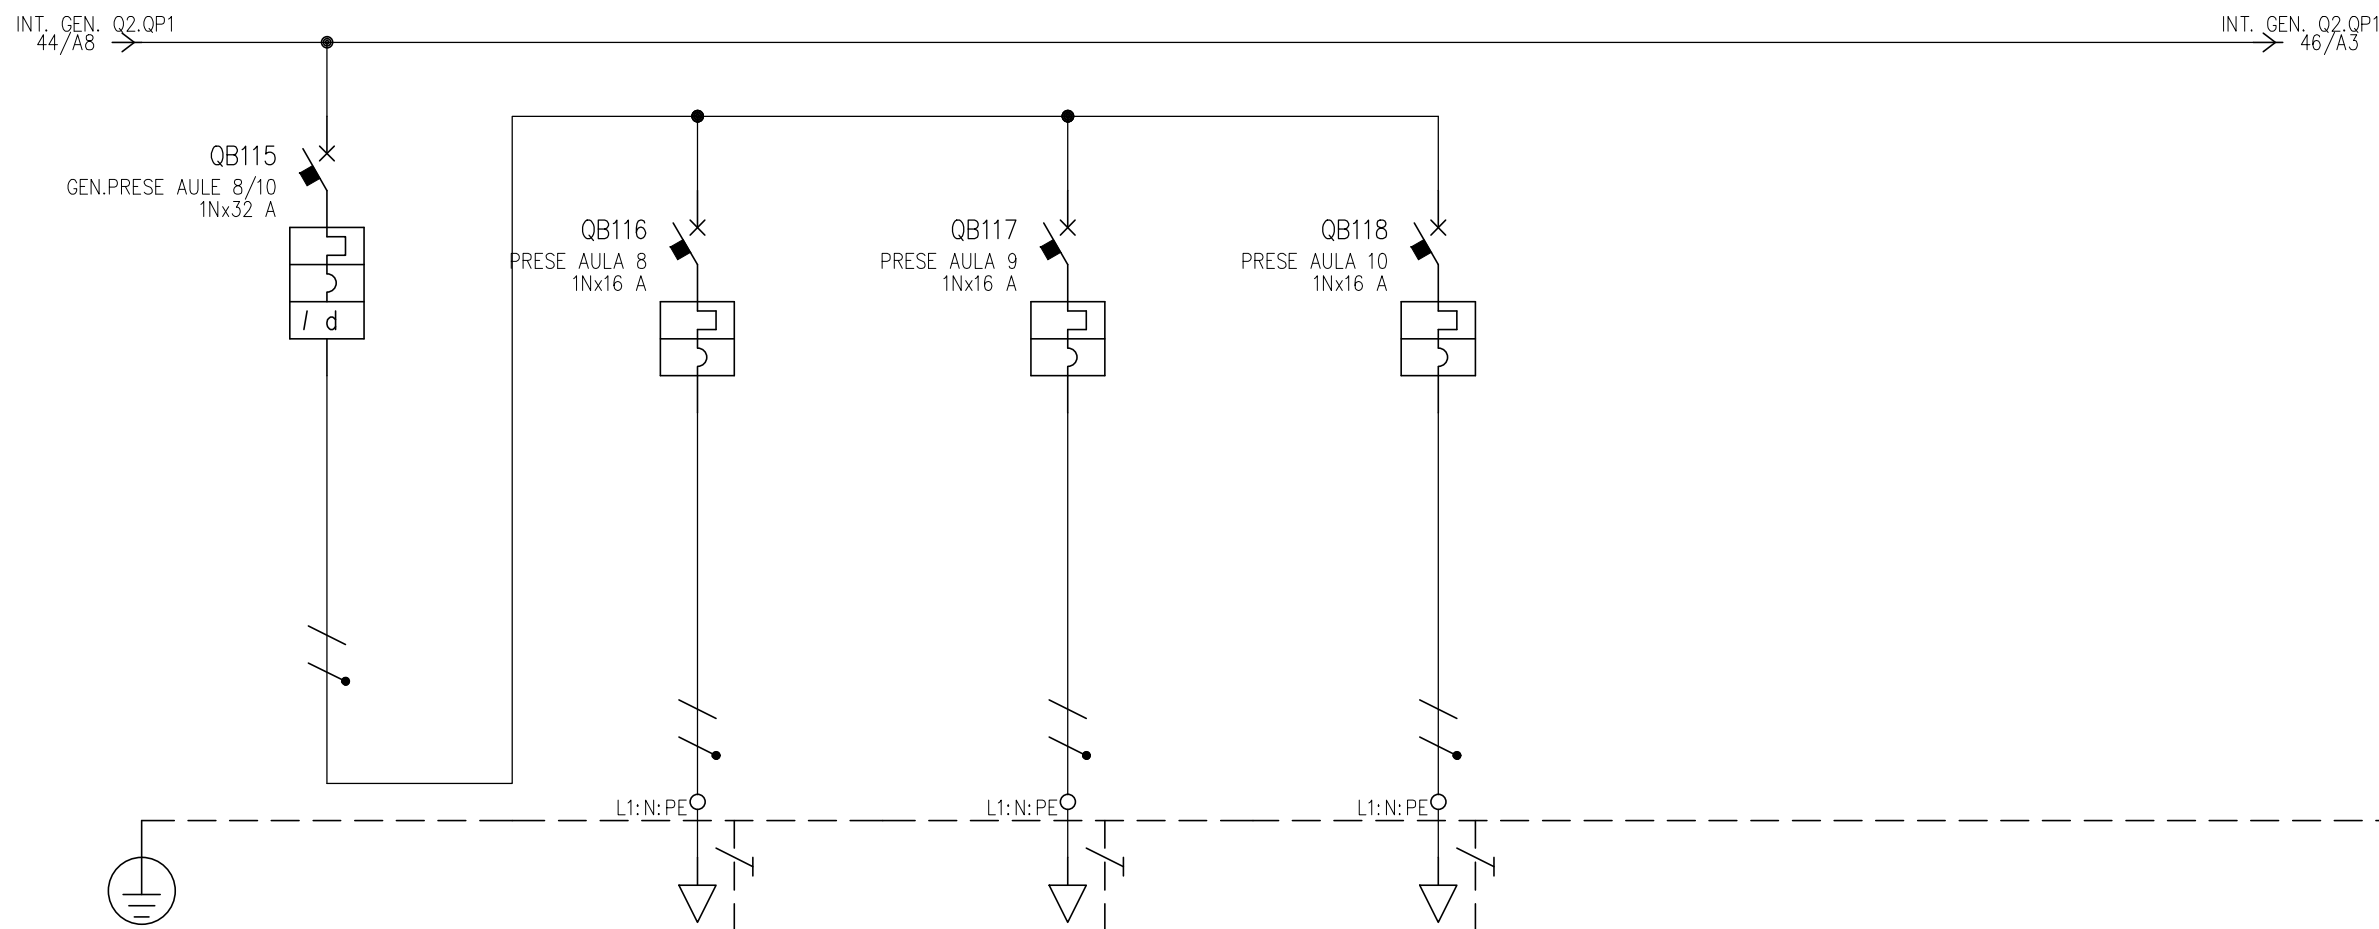 INT. GEN. Q2.QP1
44/A8
INT. GEN. Q2.QP1
46/A3
QB115
GEN.PRESE AULE 8/10
1Nx32 A
I d
QB116
PRESE AULA 8
1Nx16 A
QB117
PRESE AULA 9
1Nx16 A
QB118
PRESE AULA 10
1Nx16 A
L1:N:PE
L1:N:PE
L1:N:PE